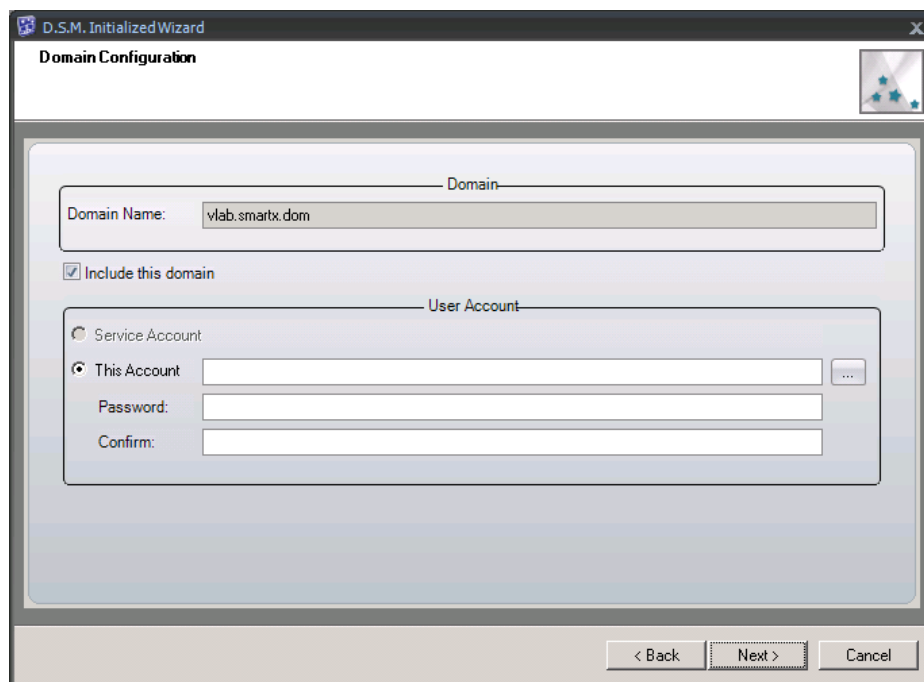 D.S.M. Initialized Wizard
Domain Configuration
Domain
Domain Name: vlab.smartx.dom
Include this domain
User Account
Service Account
This Account ...
Password:
Confirm:
< Back Next > Cancel